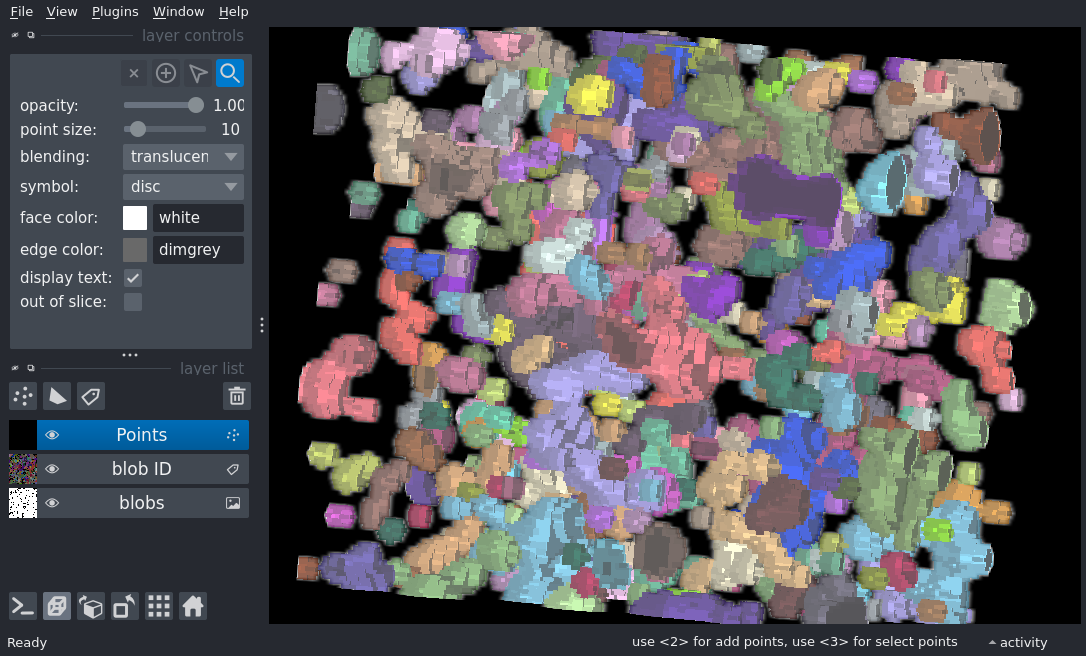 File View Plugins Window Help
layer controls
opacity: 1.00
point size: 10
blending: translucen
symbol: disc
face color: white
edge color: dimgrey
display text:
out of slice:
layer list
Points
blob ID
blobs
Ready use <2> for add points, use <3> for select points activity